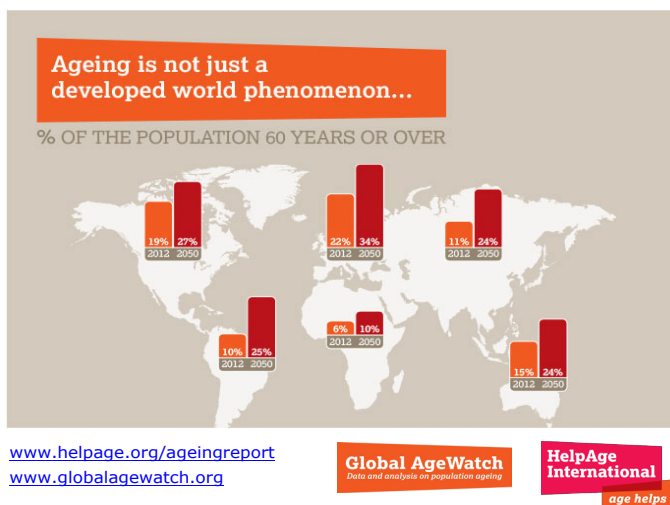 Ageing is not just a
developed world phenomenon...
% OF THE POPULATION 60 YEARS OR OVER
19% 27%
2012 2050
22% 34%
2012 2050
11% 24%
2012 2050
10% 25%
2012 2050
6% 10%
2012 2050
15% 24%
2012 2050
www.helpage.org/ageingreport
www.globalagewatch.org
Global AgeWatch
Data and analysis on population ageing
HelpAge
International
age helps